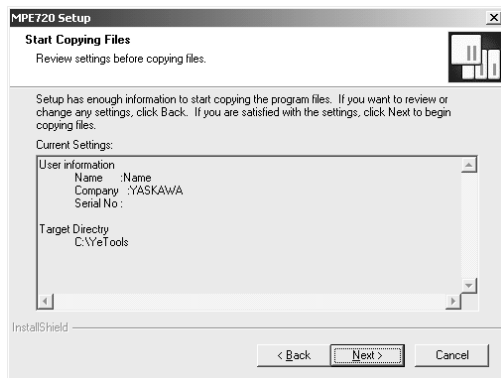 MPE720 Setup
Start Copying Files
Review settings before copying files.
Setup has enough information to start copying the program files. If you want to review or
change any settings, click Back. If you are satisfied with the settings, click Next to begin
copying files.
Current Settings:
User information
Name :Name
Company :YASKAWA
Serial No :
Target Directry
C:\YeTools
InstallShield
< Back Next > Cancel